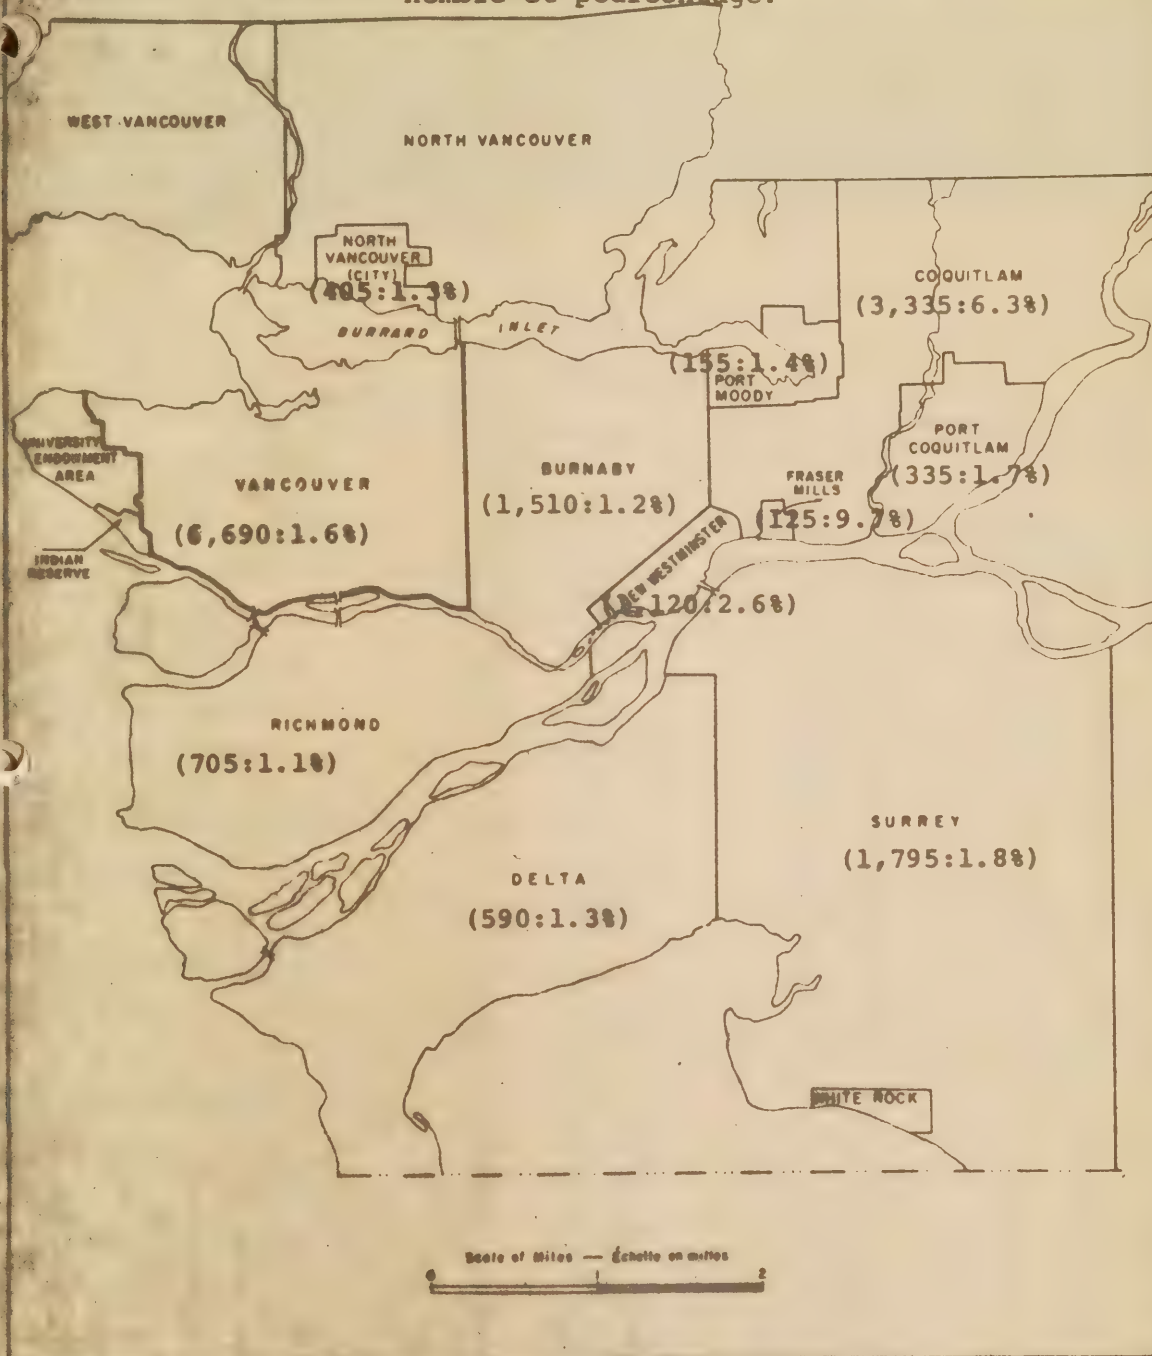 WEST VANCOUVER
NORTH VANCOUVER
NORTH
VANCOUVER
(CITY)
(405:1.3%)
BURRARD INLET
COQUITLAM
(3,335:6.3%)
(155:1.4%)
PORT
MOODY
UNIVERSITY
ENDOWMENT
AREA
VANCOUVER
(6,690:1.6%)
BURNABY
(1,510:1.2%)
PORT
COQUITLAM
(335:1.7%)
FRASER
MILLS
(125:9.7%)
INDIAN
RESERVE
NEW WESTMINSTER
120:2.6%)
RICHMOND
(705:1.1%)
SURREY
(1,795:1.8%)
DELTA
(590:1.3%)
WHITE ROCK
Scale of Miles — Échelle en milles
0 1 2